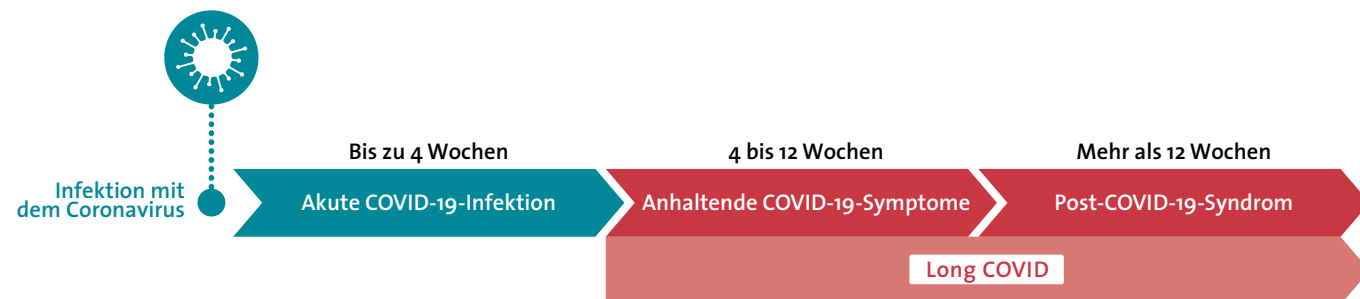 Bis zu 4 Wochen
4 bis 12 Wochen
Mehr als 12 Wochen
Infektion mit
dem Coronavirus
Akute COVID-19-Infektion
Anhaltende COVID-19-Symptome
Post-COVID-19-Syndrom
Long COVID